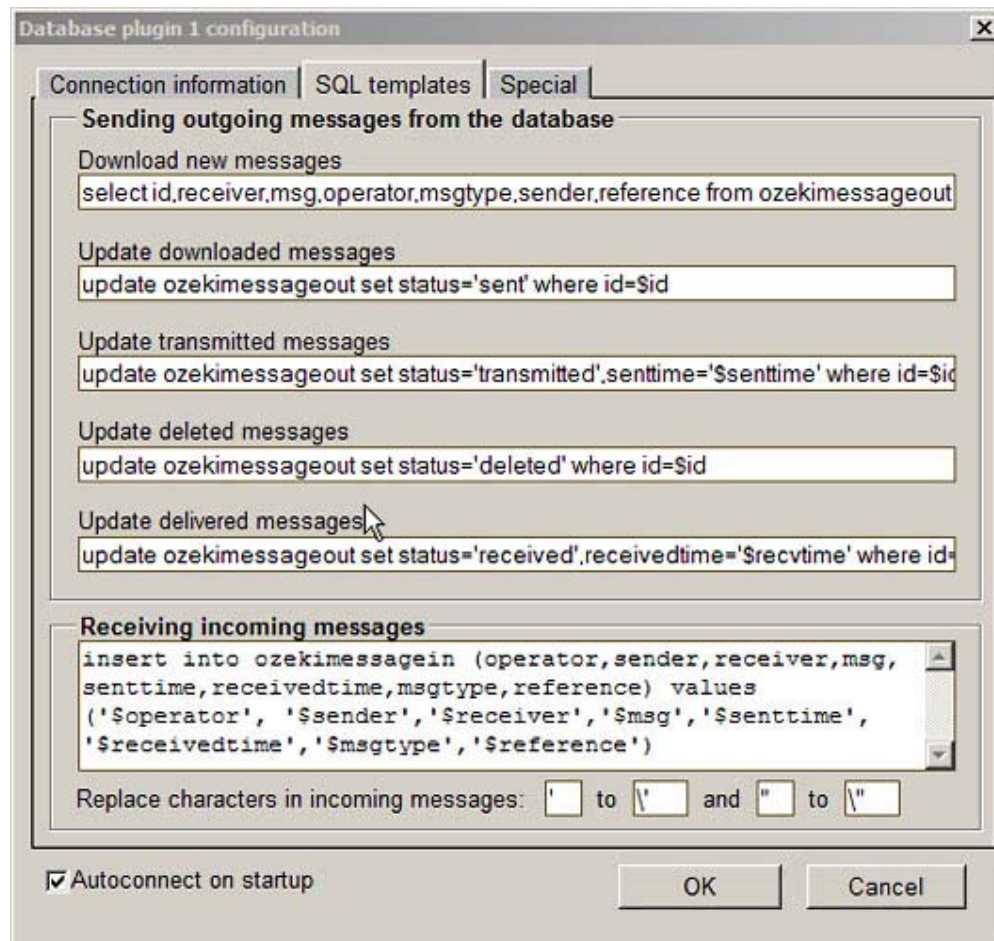 Database plugin 1 configuration
Connection information SQL templates Special
Sending outgoing messages from the database
Download new messages
select id,receiver,msg,operator,msgtype,sender,reference from ozekimessageout
Update downloaded messages
update ozekimessageout set status='sent' where id=$id
Update transmitted messages
update ozekimessageout set status='transmitted',senttime='$senttime' where id=$id
Update deleted messages
update ozekimessageout set status='deleted' where id=$id
Update delivered messages
update ozekimessageout set status='received',receivedtime='$recvtime' where id=
Receiving incoming messages
insert into ozekimessagein (operator,sender,receiver,msg,
senttime,receivedtime,msgtype,reference) values
('$operator', '$sender','$receiver','$msg','$senttime',
'$receivedtime','$msgtype','$reference')
Replace characters in incoming messages: ' to \' and " to \"
Autoconnect on startup OK Cancel